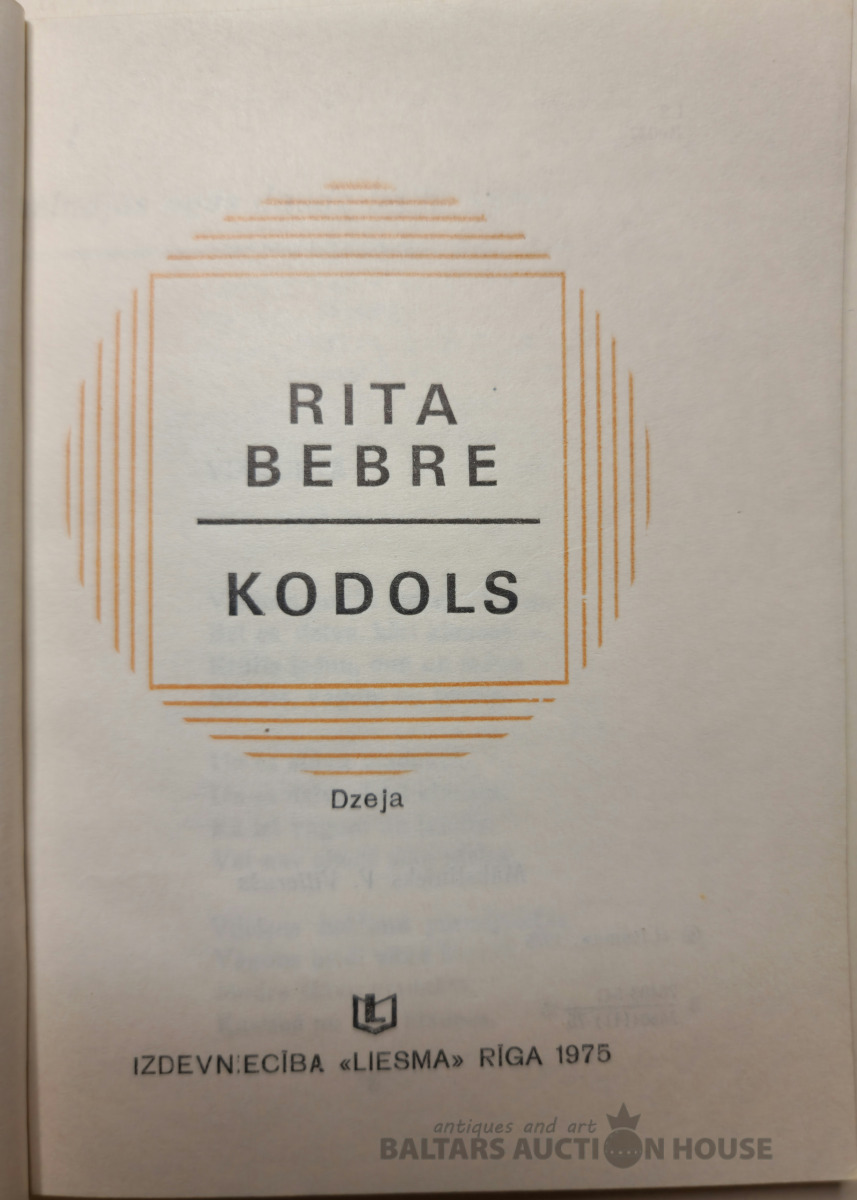 RITA
BEBRE
KODOLS
Dzeja
L
IZDEVNIECĪBA «LIESMA» RĪGA 1975
antiques and art
BALTARS AUCTION HOUSE